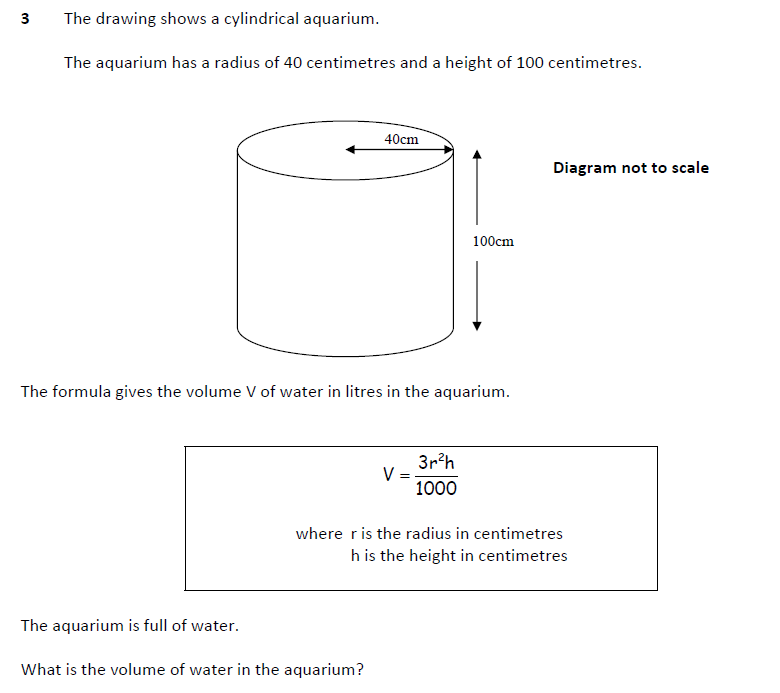 3 The drawing shows a cylindrical aquarium.
The aquarium has a radius of 40 centimetres and a height of 100 centimetres.
40cm
Diagram not to scale
100cm
The formula gives the volume V of water in litres in the aquarium.
V = 3r²h / 1000
where r is the radius in centimetres
h is the height in centimetres
The aquarium is full of water.
What is the volume of water in the aquarium?